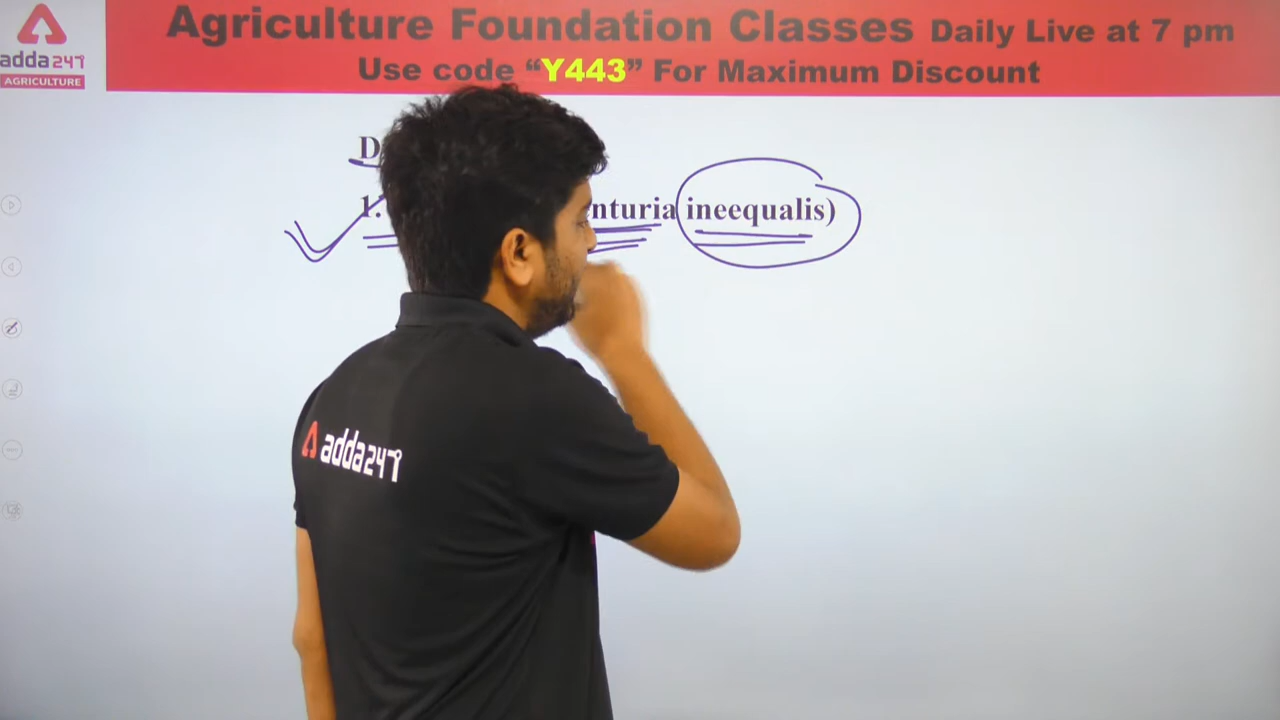 Agriculture Foundation Classes Daily Live at 7 pm
adda247
AGRICULTURE
Use code “Y443” For Maximum Discount
D
1. nturia ineequalis)
adda247